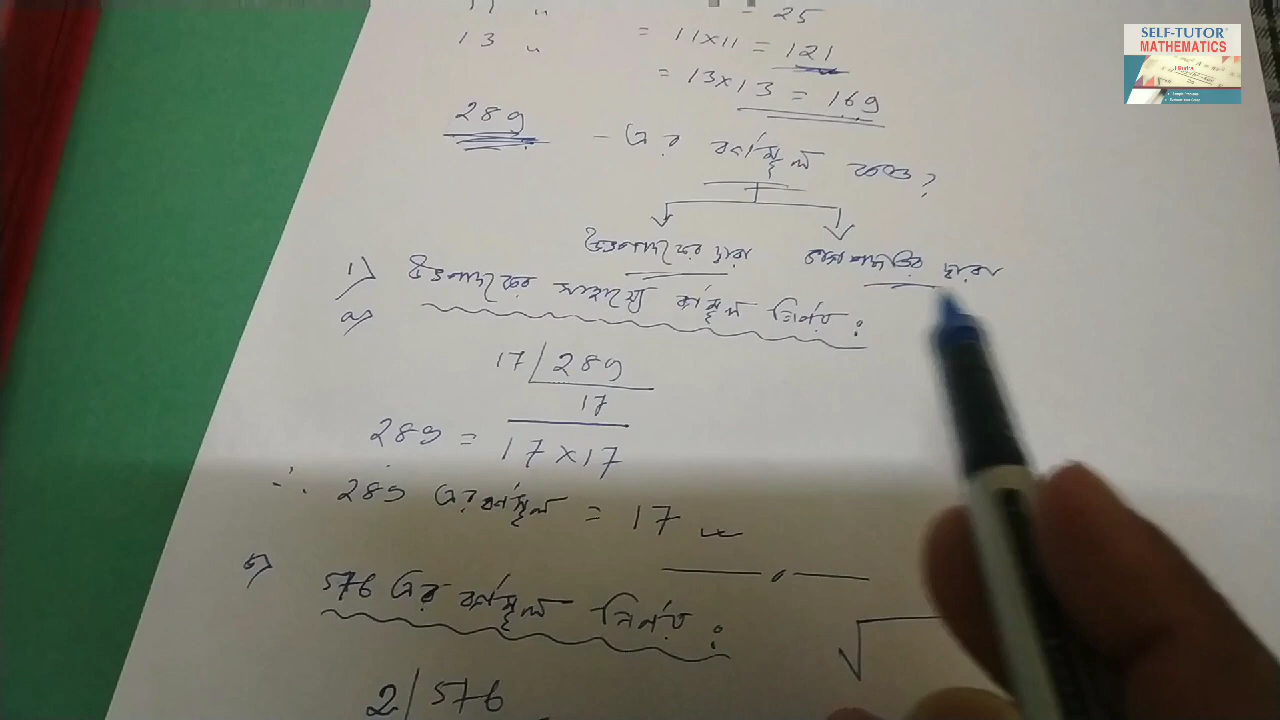 SELF-TUTOR
MATHEMATICS
11 " - 25
13 " = 11×11 = 121
= 13×13 = 169
289 - এর বর্গমূল কত?
উৎপাদকের দ্বারা ভাগ পদ্ধতির দ্বারা
1) উৎপাদকের সাহায্যে বর্গমূল নির্ণয় :
a)
17 | 289
17
289 = 17 × 17
∴ 289 এর বর্গমূল = 17
576 এর বর্গমূল নির্ণয় :
2 | 576